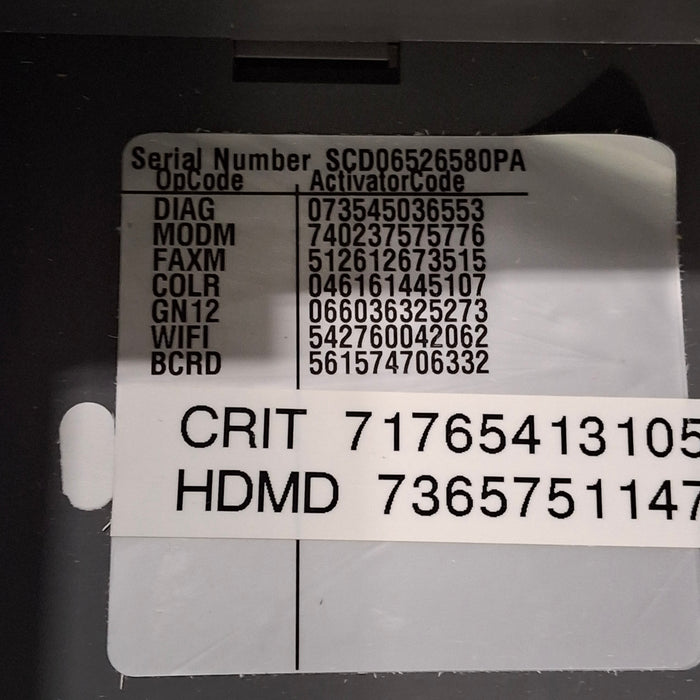 Serial Number SCD06526580PA
OpCode ActivatorCode
DIAG 073545036553
MODM 740237575776
FAXM 512612673515
COLR 046161445107
GN12 066036325273
WIFI 542760042062
BCRD 561574706332
CRIT 71765413105
HDMD 7365751147